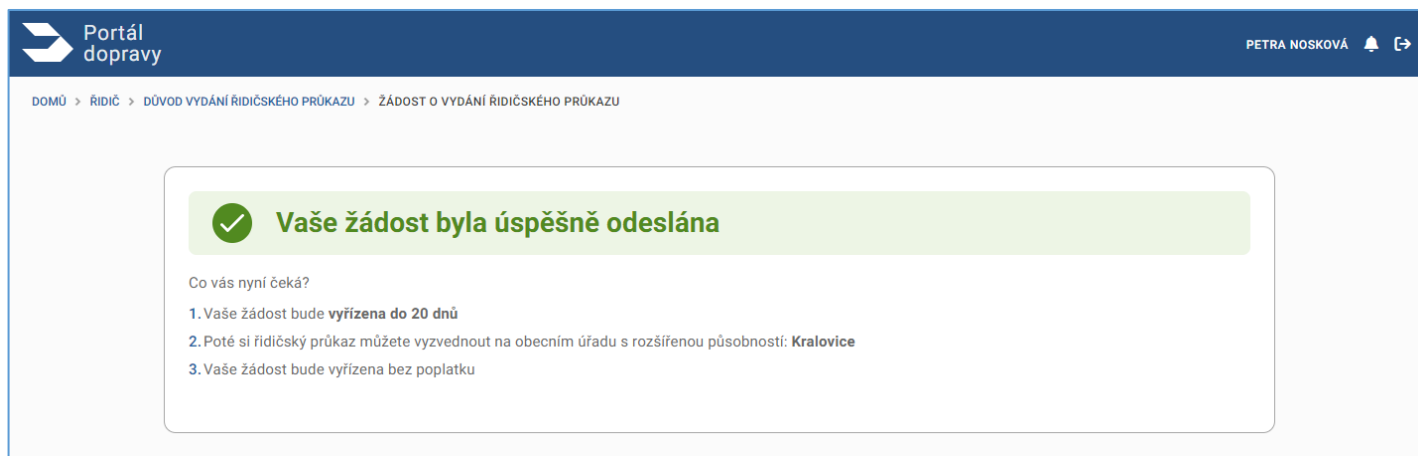 Portál
dopravy
PETRA NOSKOVÁ
DOMŮ > ŘIDIČ > DŮVOD VYDÁNÍ ŘIDIČSKÉHO PRŮKAZU > ŽÁDOST O VYDÁNÍ ŘIDIČSKÉHO PRŮKAZU
Vaše žádost byla úspěšně odeslána
Co vás nyní čeká?
1. Vaše žádost bude vyřízena do 20 dnů
2. Poté si řidičský průkaz můžete vyzvednout na obecním úřadu s rozšířenou působností: Kralovice
3. Vaše žádost bude vyřízena bez poplatku